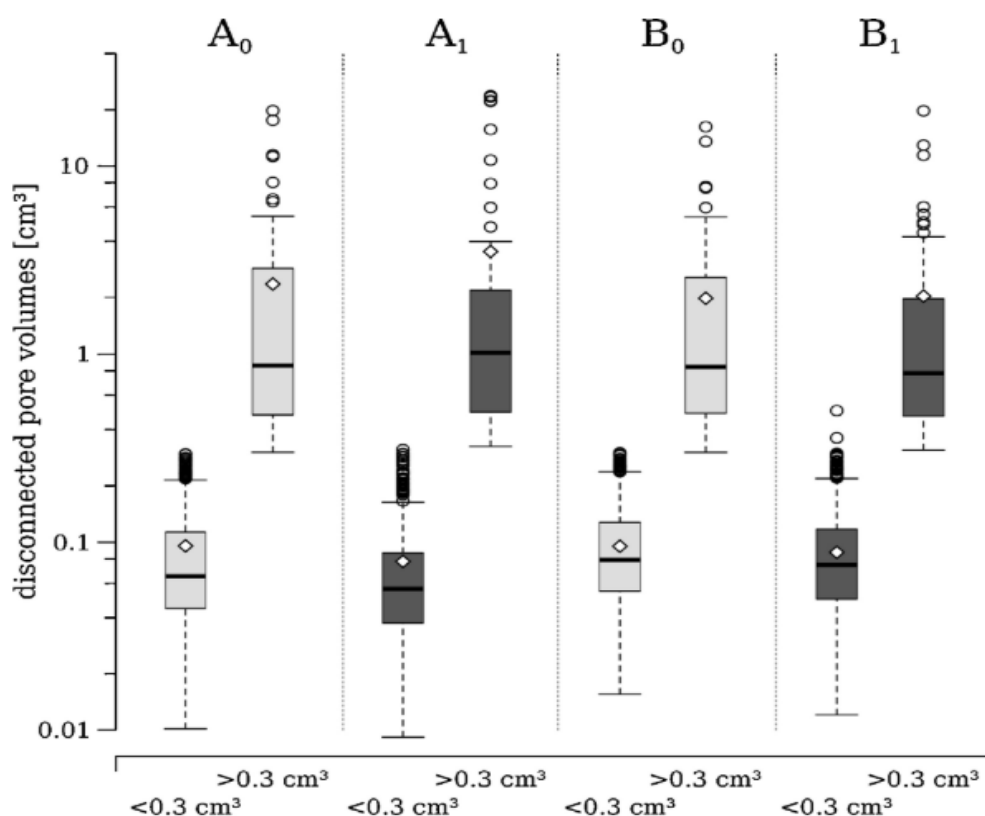 A₀ A₁ B₀ B₁
disconnected pore volumes [cm³]
10
1
0.1
0.01
>0.3 cm³ >0.3 cm³ >0.3 cm³ >0.3 cm³
<0.3 cm³ <0.3 cm³ <0.3 cm³ <0.3 cm³